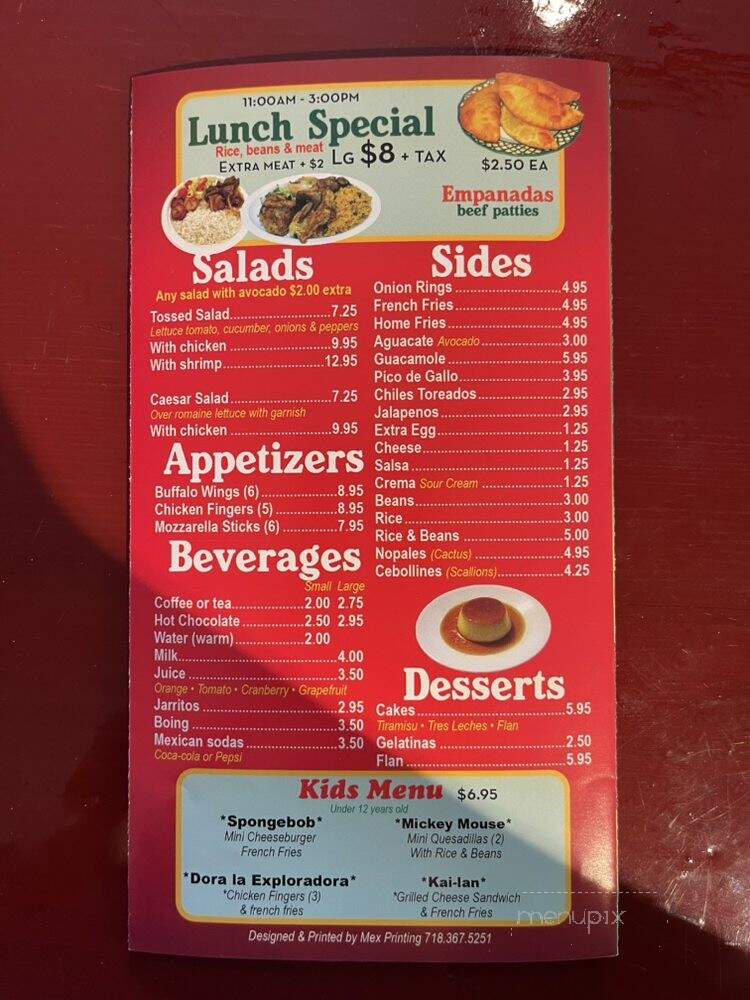 11:00AM - 3:00PM
Lunch Special
Rice, beans & meat
EXTRA MEAT + $2 LG $8 + TAX
$2.50 EA
Empanadas
beef patties
Salads
Any salad with avocado $2.00 extra
Tossed Salad....................7.25
Lettuce tomato, cucumber, onions & peppers
With chicken ....................9.95
With shrimp....................12.95
Caesar Salad....................7.25
Over romaine lettuce with garnish
With chicken ....................9.95
Appetizers
Buffalo Wings (6)....................8.95
Chicken Fingers (5)....................8.95
Mozzarella Sticks (6)....................7.95
Beverages
Small Large
Coffee or tea....................2.00 2.75
Hot Chocolate....................2.50 2.95
Water (warm)....................2.00
Milk....................4.00
Juice....................3.50
Orange • Tomato • Cranberry • Grapefruit
Jarritos....................2.95
Boing....................3.50
Mexican sodas....................3.50
Coca-cola or Pepsi
Sides
Onion Rings....................4.95
French Fries....................4.95
Home Fries....................4.95
Aguacate Avocado....................3.00
Guacamole....................5.95
Pico de Gallo....................3.95
Chiles Toreados....................2.95
Jalapenos....................2.95
Extra Egg....................1.25
Cheese....................1.25
Salsa....................1.25
Crema Sour Cream....................1.25
Beans....................3.00
Rice....................3.00
Rice & Beans....................5.00
Nopales (Cactus)....................4.95
Cebollines (Scallions)....................4.25
Desserts
Cakes....................5.95
Tiramisu • Tres Leches • Flan
Gelatinas....................2.50
Flan....................5.95
Kids Menu $6.95
Under 12 years old
*Spongebob*
Mini Cheeseburger
French Fries
*Mickey Mouse*
Mini Quesadillas (2)
With Rice & Beans
*Dora la Exploradora*
*Chicken Fingers (3)
& french fries
*Kai-lan*
*Grilled Cheese Sandwich
& French Fries
menupix
Designed & Printed by Mex Printing 718.367.5251